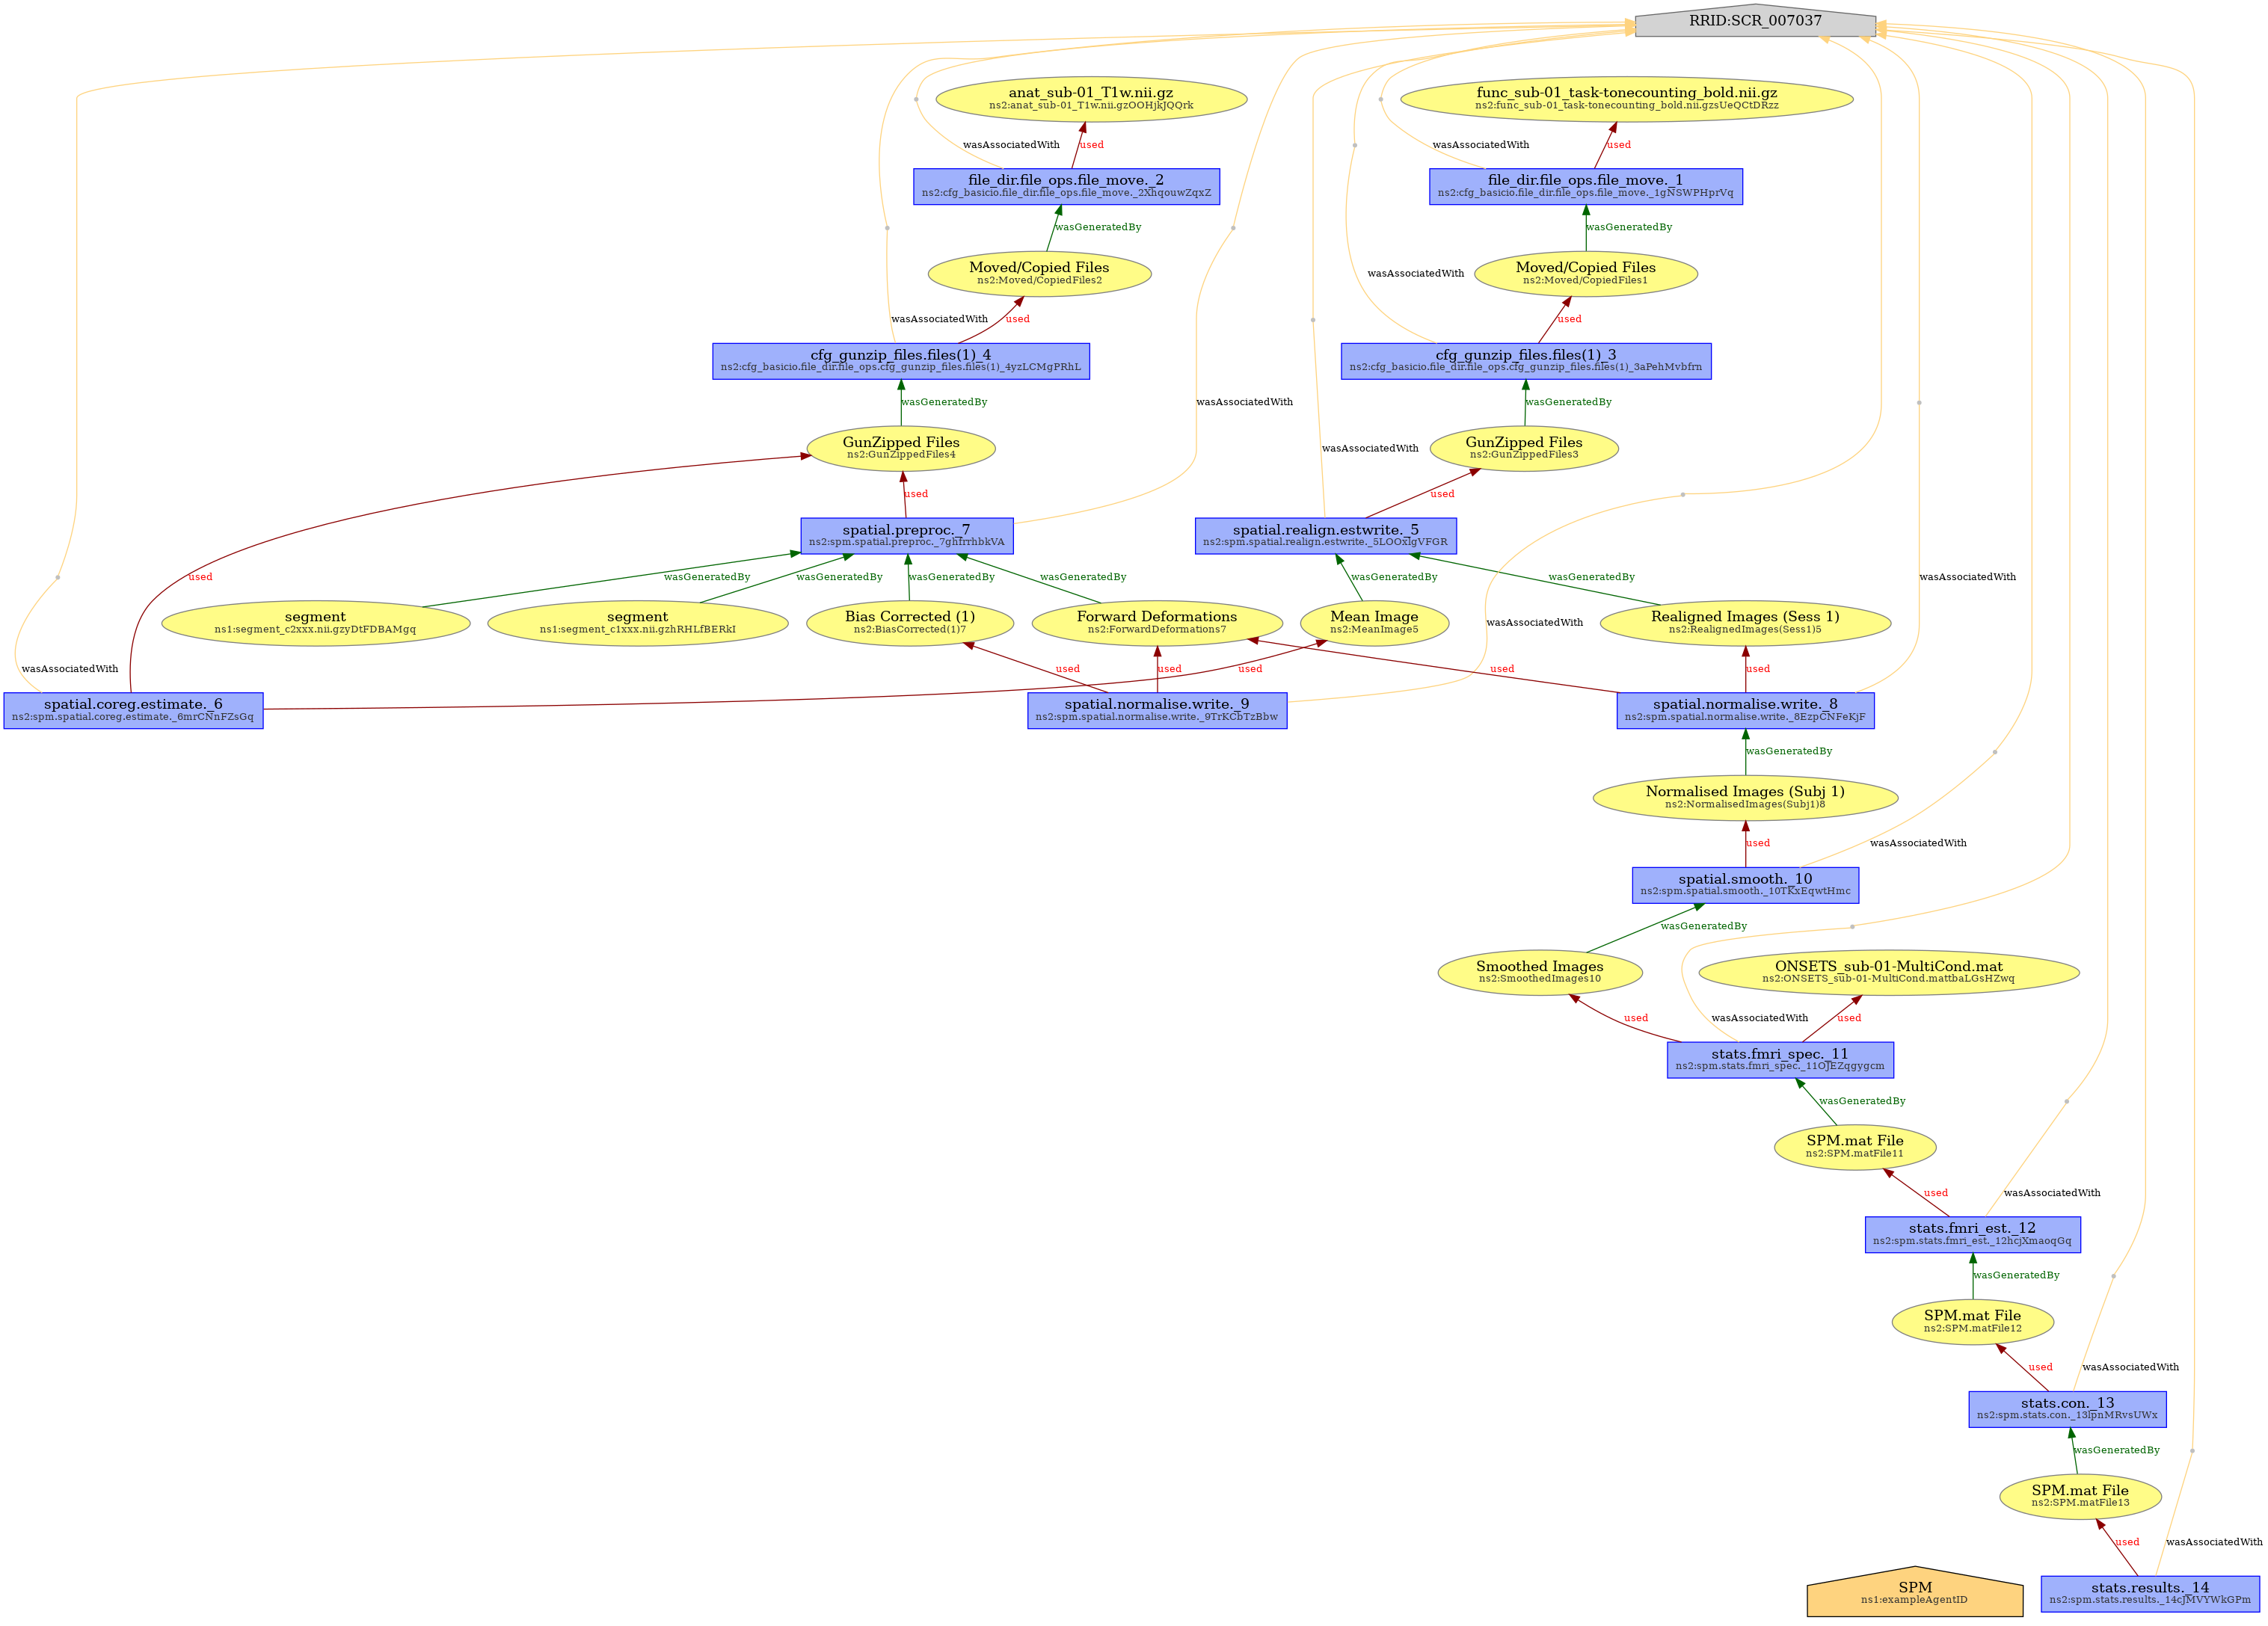 RRID:SCR_007037
anat_sub-01_T1w.nii.gz
ns2:anat_sub-01_T1w.nii.gzOOHjkJQQrk
func_sub-01_task-tonecounting_bold.nii.gz
ns2:func_sub-01_task-tonecounting_bold.nii.gzsUeQCtDRzz
wasAssociatedWith
used
wasAssociatedWith
used
file_dir.file_ops.file_move._2
ns2:cfg_basicio.file_dir.file_ops.file_move._2XhqouwZqxZ
file_dir.file_ops.file_move._1
ns2:cfg_basicio.file_dir.file_ops.file_move._1gNSWPHprVq
wasGeneratedBy
wasGeneratedBy
Moved/Copied Files
ns2:Moved/CopiedFiles2
Moved/Copied Files
ns2:Moved/CopiedFiles1
wasAssociatedWith
wasAssociatedWith
used
used
cfg_gunzip_files.files(1)_4
ns2:cfg_basicio.file_dir.file_ops.cfg_gunzip_files.files(1)_4yzLCMgPRhL
cfg_gunzip_files.files(1)_3
ns2:cfg_basicio.file_dir.file_ops.cfg_gunzip_files.files(1)_3aPehMvbfrn
wasGeneratedBy
wasAssociatedWith
wasGeneratedBy
GunZipped Files
ns2:GunZippedFiles4
GunZipped Files
ns2:GunZippedFiles3
wasAssociatedWith
used
used
spatial.preproc._7
ns2:spm.spatial.preproc._7ghfrrhbkVA
spatial.realign.estwrite._5
ns2:spm.spatial.realign.estwrite._5LOOxlgVFGR
used
wasGeneratedBy
wasGeneratedBy
wasGeneratedBy
wasGeneratedBy
wasGeneratedBy
wasGeneratedBy
wasAssociatedWith
segment
ns1:segment_c2xxx.nii.gzyDtFDBAMgq
segment
ns1:segment_c1xxx.nii.gzhRHLfBERkI
Bias Corrected (1)
ns2:BiasCorrected(1)7
Forward Deformations
ns2:ForwardDeformations7
Mean Image
ns2:MeanImage5
Realigned Images (Sess 1)
ns2:RealignedImages(Sess1)5
wasAssociatedWith
wasAssociatedWith
used
used
used
used
used
spatial.coreg.estimate._6
ns2:spm.spatial.coreg.estimate._6mrCNnFZsGq
spatial.normalise.write._9
ns2:spm.spatial.normalise.write._9TrKCbTzBbw
spatial.normalise.write._8
ns2:spm.spatial.normalise.write._8EzpCNFeKjF
wasGeneratedBy
Normalised Images (Subj 1)
ns2:NormalisedImages(Subj1)8
used
wasAssociatedWith
spatial.smooth._10
ns2:spm.spatial.smooth._10TKxEqwtHmc
wasGeneratedBy
Smoothed Images
ns2:SmoothedImages10
ONSETS_sub-01-MultiCond.mat
ns2:ONSETS_sub-01-MultiCond.mattbaLGsHZwq
used
wasAssociatedWith
used
stats.fmri_spec._11
ns2:spm.stats.fmri_spec._11OJEZqgygcm
wasGeneratedBy
SPM.mat File
ns2:SPM.matFile11
used
wasAssociatedWith
stats.fmri_est._12
ns2:spm.stats.fmri_est._12hcjXmaoqGq
wasGeneratedBy
SPM.mat File
ns2:SPM.matFile12
used
wasAssociatedWith
stats.con._13
ns2:spm.stats.con._13lpnMRvsUWx
wasGeneratedBy
SPM.mat File
ns2:SPM.matFile13
used
wasAssociatedWith
SPM
ns1:exampleAgentID
stats.results._14
ns2:spm.stats.results._14cJMVYWkGPm